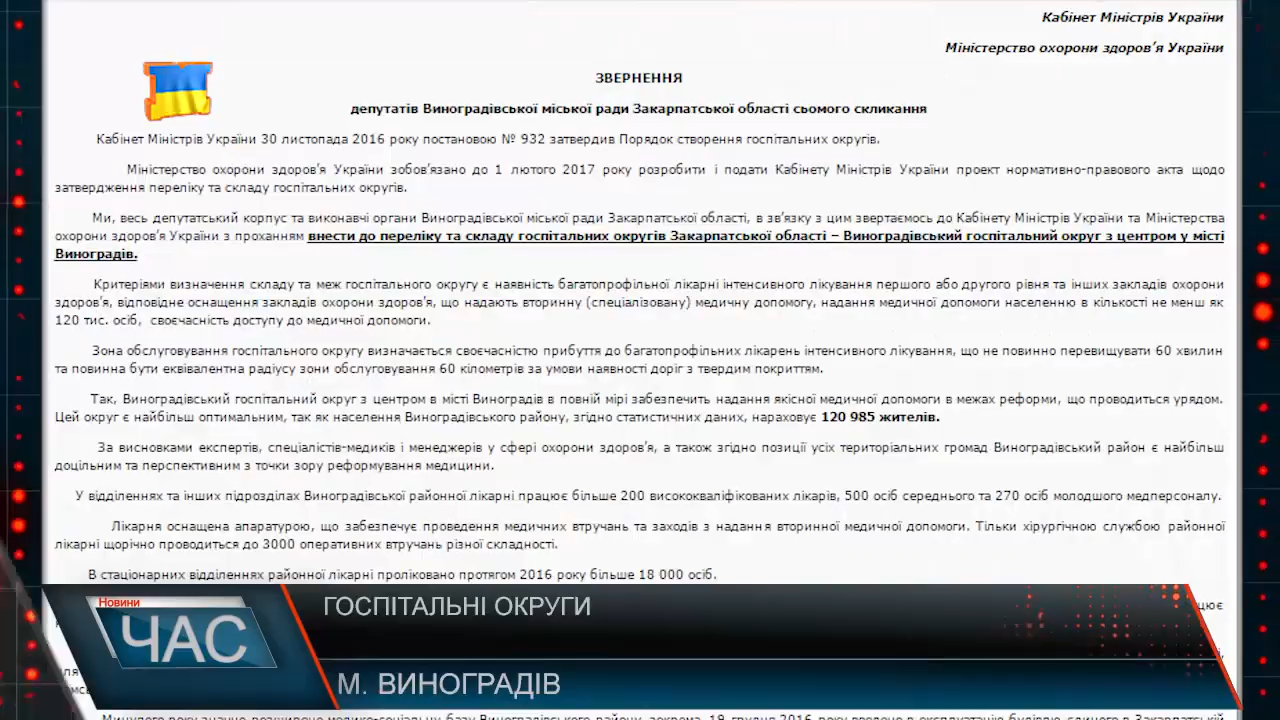 Кабінет Міністрів України
Міністерство охорони здоров’я України
ЗВЕРНЕННЯ
депутатів Виноградівської міської ради Закарпатської області сьомого скликання
Кабінет Міністрів України 30 листопада 2016 року постановою № 932 затвердив Порядок створення госпітальних округів.
Міністерство охорони здоров’я України зобов’язано до 1 лютого 2017 року розробити і подати Кабінету Міністрів України проект нормативно-правового акта щодо
затвердження переліку та складу госпітальних округів.
Ми, весь депутатський корпус та виконавчі органи Виноградівської міської ради Закарпатської області, в зв’язку з цим звертаємось до Кабінету Міністрів України та Міністерства
охорони здоров’я України з проханням внести до переліку та складу госпітальних округів Закарпатської області – Виноградівський госпітальний округ з центром у місті
Виноградів.
Критеріями визначення складу та меж госпітального округу є наявність багатопрофільної лікарні інтенсивного лікування першого або другого рівня та інших закладів охорони
здоров’я, відповідне оснащення закладів охорони здоров’я, що надають вторинну (спеціалізовану) медичну допомогу, надання медичної допомоги населенню в кількості не менш як
120 тис. осіб, своєчасність доступу до медичної допомоги.
Зона обслуговування госпітального округу визначається своєчасністю прибуття до багатопрофільних лікарень інтенсивного лікування, що не повинно перевищувати 60 хвилин
та повинна бути еквівалентна радіусу зони обслуговування 60 кілометрів за умови наявності доріг з твердим покриттям.
Так, Виноградівський госпітальний округ з центром в місті Виноградів в повній мірі забезпечить надання якісної медичної допомоги в межах реформи, що проводиться урядом.
Цей округ є найбільш оптимальним, так як населення Виноградівського району, згідно статистичних даних, нараховує 120 985 жителів.
За висновками експертів, спеціалістів-медиків і менеджерів у сфері охорони здоров’я, а також згідно позиції усіх територіальних громад Виноградівський район є найбільш
доцільним та перспективним з точки зору реформування медицини.
У відділеннях та інших підрозділах Виноградівської районної лікарні працює більше 200 висококваліфікованих лікарів, 500 осіб середнього та 270 осіб молодшого медперсоналу.
Лікарня оснащена апаратурою, що забезпечує проведення медичних втручань та заходів з надання вторинної медичної допомоги. Тільки хірургічною службою районної
лікарні щорічно проводиться до 3000 оперативних втручань різної складності.
В стаціонарних відділеннях районної лікарні проліковано протягом 2016 року більше 18 000 осіб.
Новини
ЧАС
ГОСПІТАЛЬНІ ОКРУГИ
М. ВИНОГРАДІВ